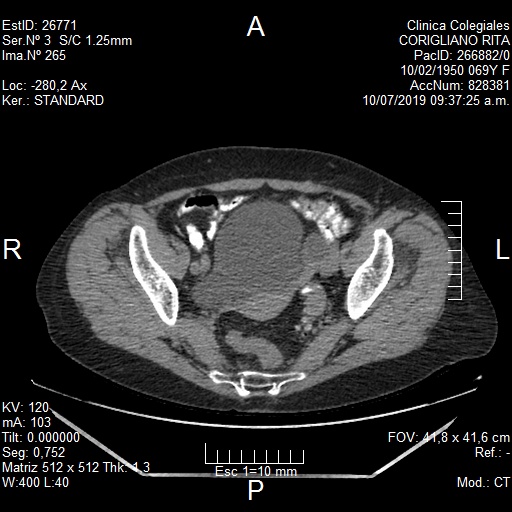 EstID: 26771
Ser.Nº 3 S/C 1.25mm
Ima.Nº 265
Loc: -280,2 Ax
Ker.: STANDARD
A
Clinica Colegiales
CORIGLIANO RITA
PacID: 266882/0
10/02/1950 069Y F
AccNum: 828381
10/07/2019 09:37:25 a.m.
R
L
KV: 120
mA: 103
Tilt: 0.000000
Seg: 0,752
Matriz 512 x 512 Thk: 1.3
W:400 L:40
Esc 1=10 mm
P
FOV: 41,8 x 41,6 cm
Ref.: -
Mod.: CT